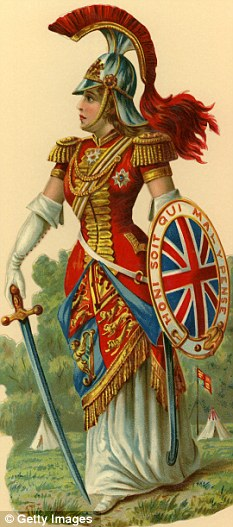 HONI SOIT QUI MAL Y PENSE
© Getty Images